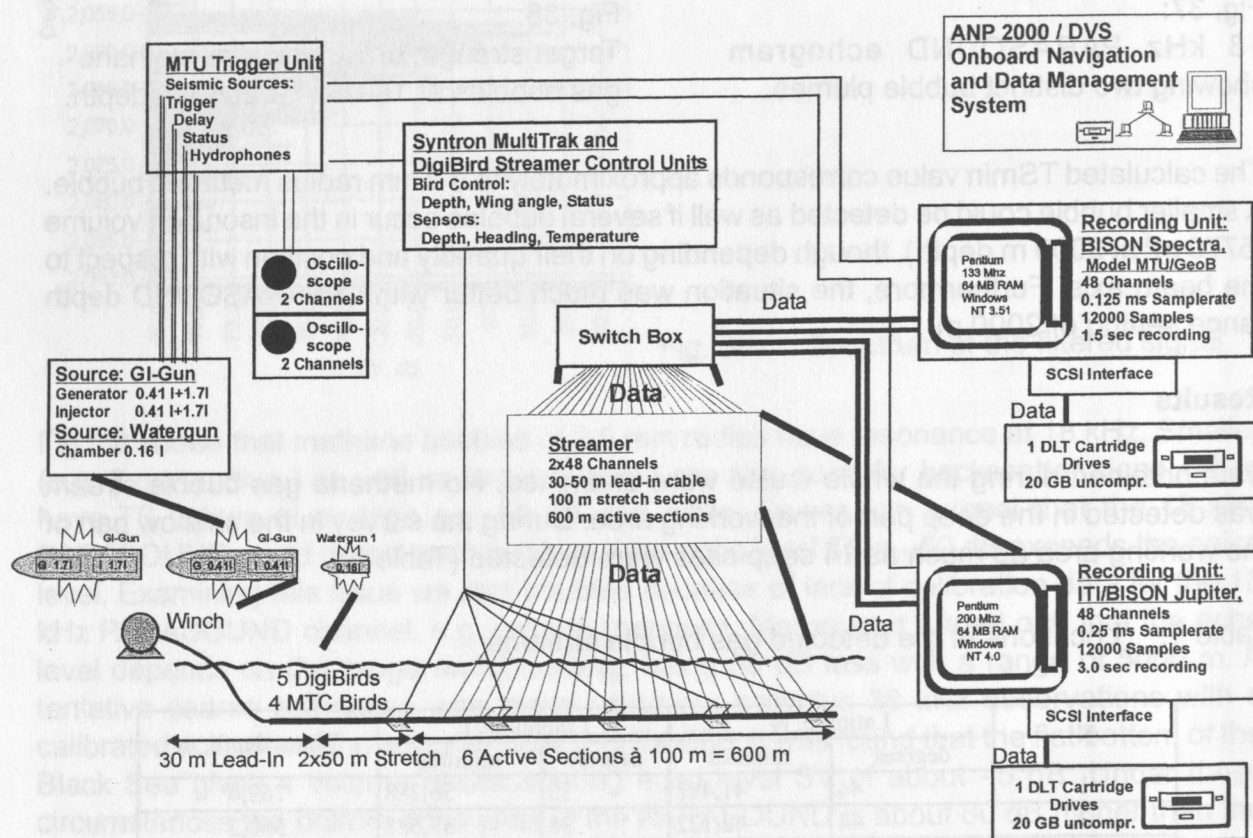 MTU Trigger Unit
Seismic Sources:
Trigger
Delay
Status
Hydrophones
ANP 2000 / DVS
Onboard Navigation
and Data Management
System
Syntron MultiTrak and
DigiBird Streamer Control Units
Bird Control:
Depth, Wing angle, Status
Sensors:
Depth, Heading, Temperature
Oscillo-
scope
2 Channels
Oscillo-
scope
2 Channels
Pentium
133 Mhz
64 MB RAM
Windows
NT 3.51
Recording Unit:
BISON Spectra,
Model MTU/GeoB
48 Channels
0.125 ms Samplerate
12000 Samples
1.5 sec recording
SCSI Interface
Data
1 DLT Cartridge
Drives
20 GB uncompr.
Data
Switch Box
Data
Source: GI-Gun
Generator 0.41 l+1.7l
Injector 0.41 l+1.7l
Source: Watergun
Chamber 0.16 l
Streamer
2x48 Channels
30-50 m lead-in cable
100 m stretch sections
600 m active sections
Data
GI-Gun
G 1.7l
I 1.7l
GI-Gun
G 0.41l
I 0.41l
Watergun 1
0.16l
Winch
5 DigiBirds
4 MTC Birds
30 m Lead-In
2x50 m Stretch
6 Active Sections à 100 m = 600 m
Data
Pentium
200 Mhz
64 MB RAM
Windows
NT 4.0
Recording Unit:
ITI/BISON Jupiter,
48 Channels
0.25 ms Samplerate
12000 Samples
3.0 sec recording
SCSI Interface
Data
1 DLT Cartridge
Drives
20 GB uncompr.